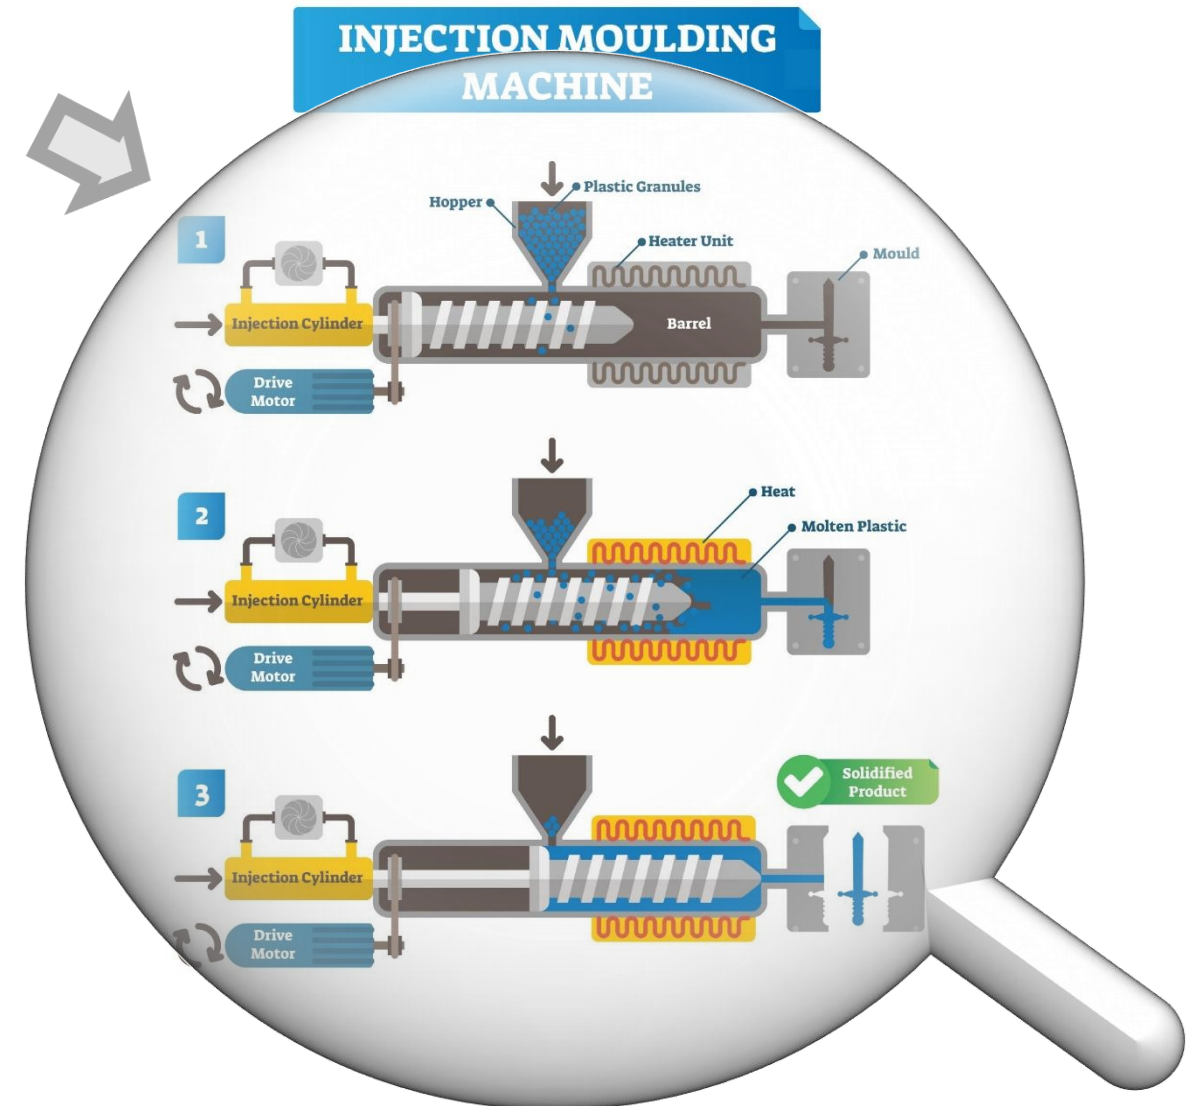 INJECTION MOULDING
MACHINE
1
Hopper
Plastic Granules
Heater Unit
Mould
Injection Cylinder
Barrel
Drive
Motor
2
Heat
Molten Plastic
Injection Cylinder
Drive
Motor
3
Solidified
Product
Injection Cylinder
Drive
Motor